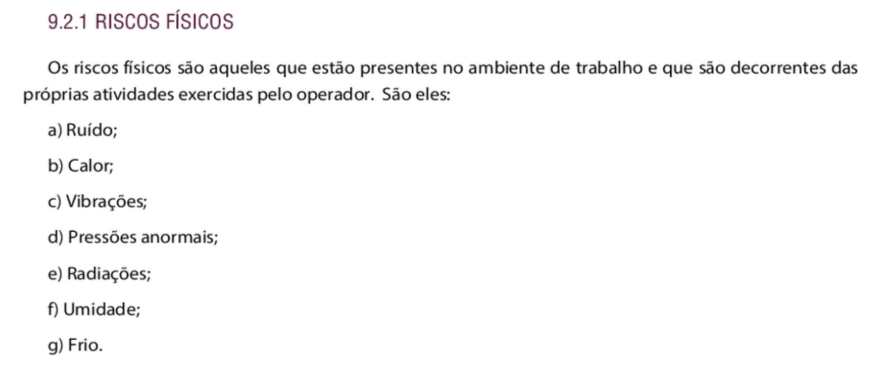 9.2.1 RISCOS FÍSICOS
Os riscos físicos são aqueles que estão presentes no ambiente de trabalho e que são decorrentes das
próprias atividades exercidas pelo operador. São eles:
a) Ruído;
b) Calor;
c) Vibrações;
d) Pressões anormais;
e) Radiações;
f) Umidade;
g) Frio.